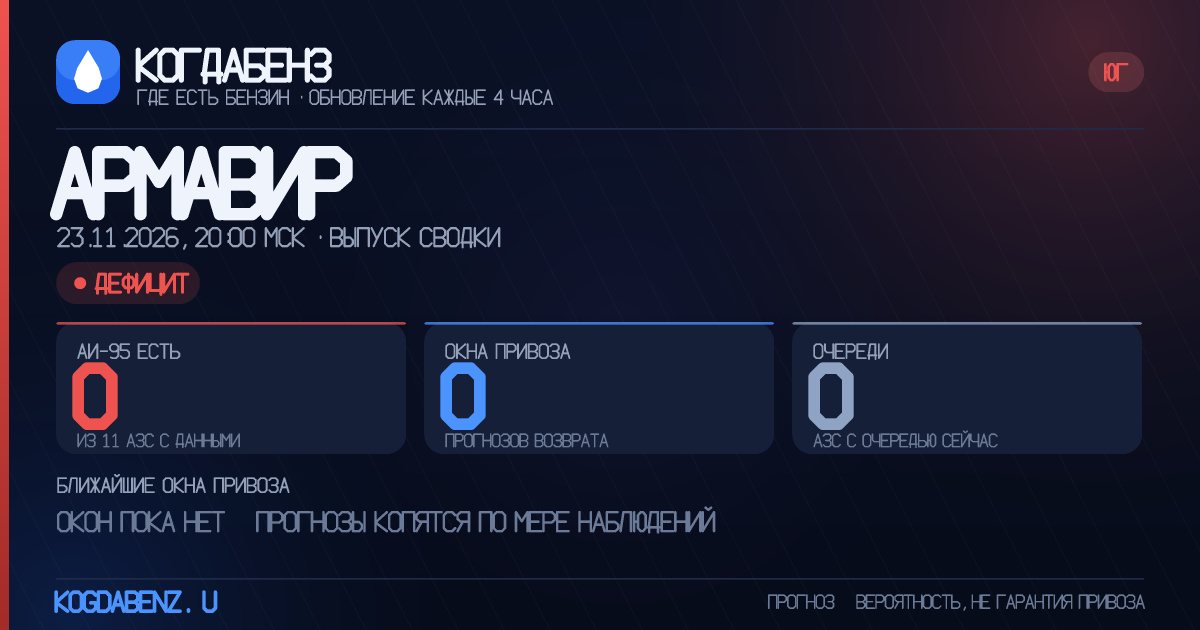 КОГДАБЕНЗ
ГДЕ ЕСТЬ БЕНЗИН · ОБНОВЛЕНИЕ КАЖДЫЕ 4 ЧАСА
ЮГ
АРМАВИР
23.11.2026, 20:00 МСК · ВЫПУСК СВОДКИ
ДЕФИЦИТ
АИ-95 ЕСТЬ
0
ИЗ 11 АЗС С ДАННЫМИ
ОКНА ПРИВОЗА
0
ПРОГНОЗОВ ВОЗВРАТА
ОЧЕРЕДИ
0
АЗС С ОЧЕРЕДЬЮ СЕЙЧАС
БЛИЖАЙШИЕ ОКНА ПРИВОЗА
ОКОН ПОКА НЕТ ПРОГНОЗЫ КОПЯТСЯ ПО МЕРЕ НАБЛЮДЕНИЙ
KOGDABENZ. U
ПРОГНОЗ ВЕРОЯТНОСТЬ, НЕ ГАРАНТИЯ ПРИВОЗА